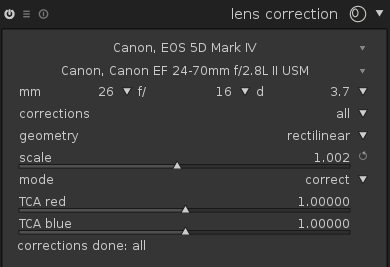 lens correction
Canon, EOS 5D Mark IV
Canon, Canon EF 24-70mm f/2.8L II USM
mm 26 f/ 16 d 3.7
corrections all
geometry rectilinear
scale 1.002
mode correct
TCA red 1.00000
TCA blue 1.00000
corrections done: all